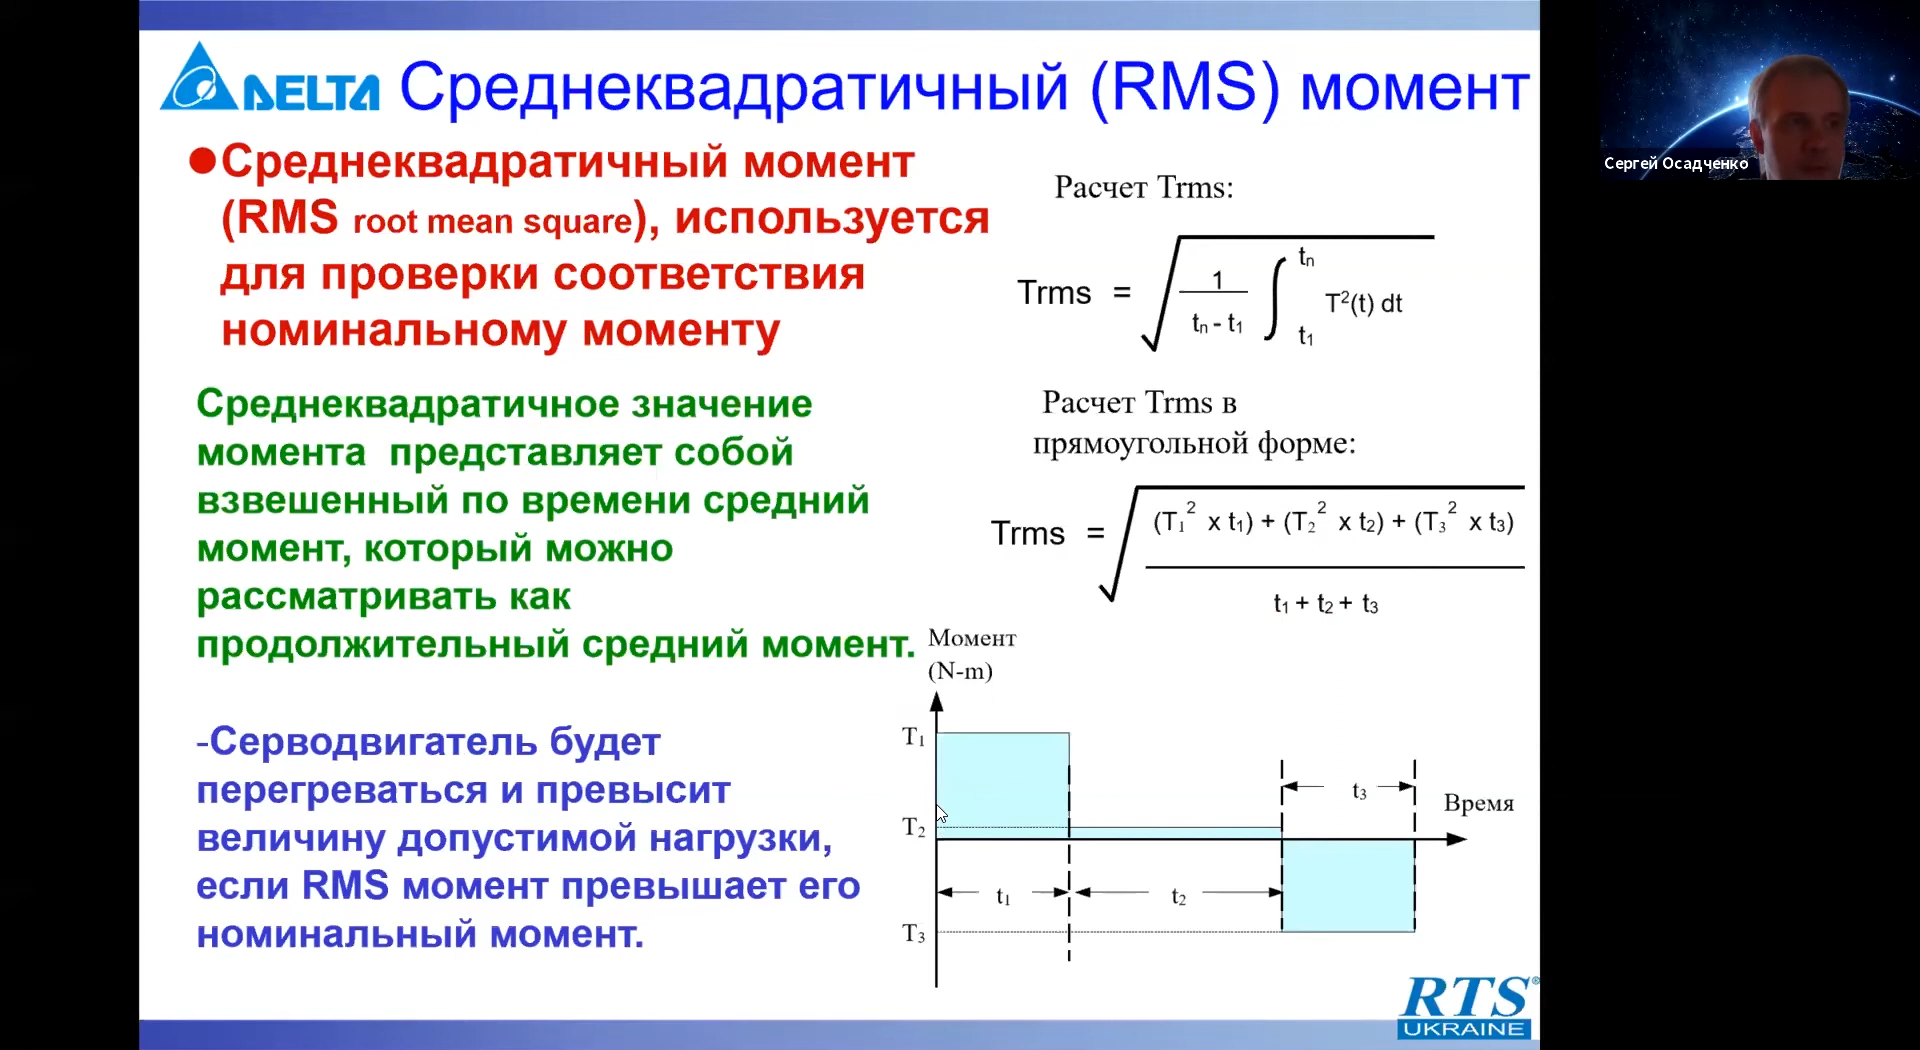 DELTA Среднеквадратичный (RMS) момент
Сергей Осадченко
●Среднеквадратичный момент
(RMS root mean square), используется
для проверки соответствия
номинальному моменту
Среднеквадратичное значение
момента представляет собой
взвешенный по времени средний
момент, который можно
рассматривать как
продолжительный средний момент.
-Серводвигатель будет
перегреваться и превысит
величину допустимой нагрузки,
если RMS момент превышает его
номинальный момент.
Расчет Trms:
Trms = √ 1 / (tn - t1) ∫ tn t1 T²(t) dt
Расчет Trms в
прямоугольной форме:
Trms = √ (T1² x t1) + (T2² x t2) + (T3² x t3)
t1 + t2 + t3
Момент
(N-m)
T1
t3
Время
T2
t1 t2
T3
RTS®
UKRAINE